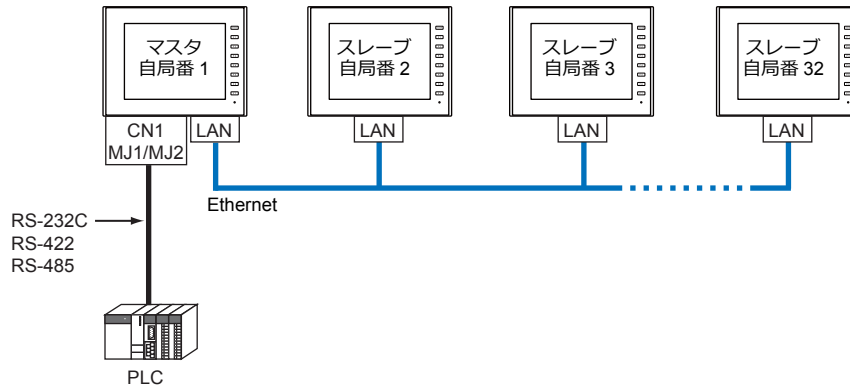 マスタ
自局番 1
スレーブ
自局番 2
スレーブ
自局番 3
スレーブ
自局番 32
CN1
MJ1/MJ2
LAN
LAN
LAN
LAN
Ethernet
RS-232C
RS-422
RS-485
PLC